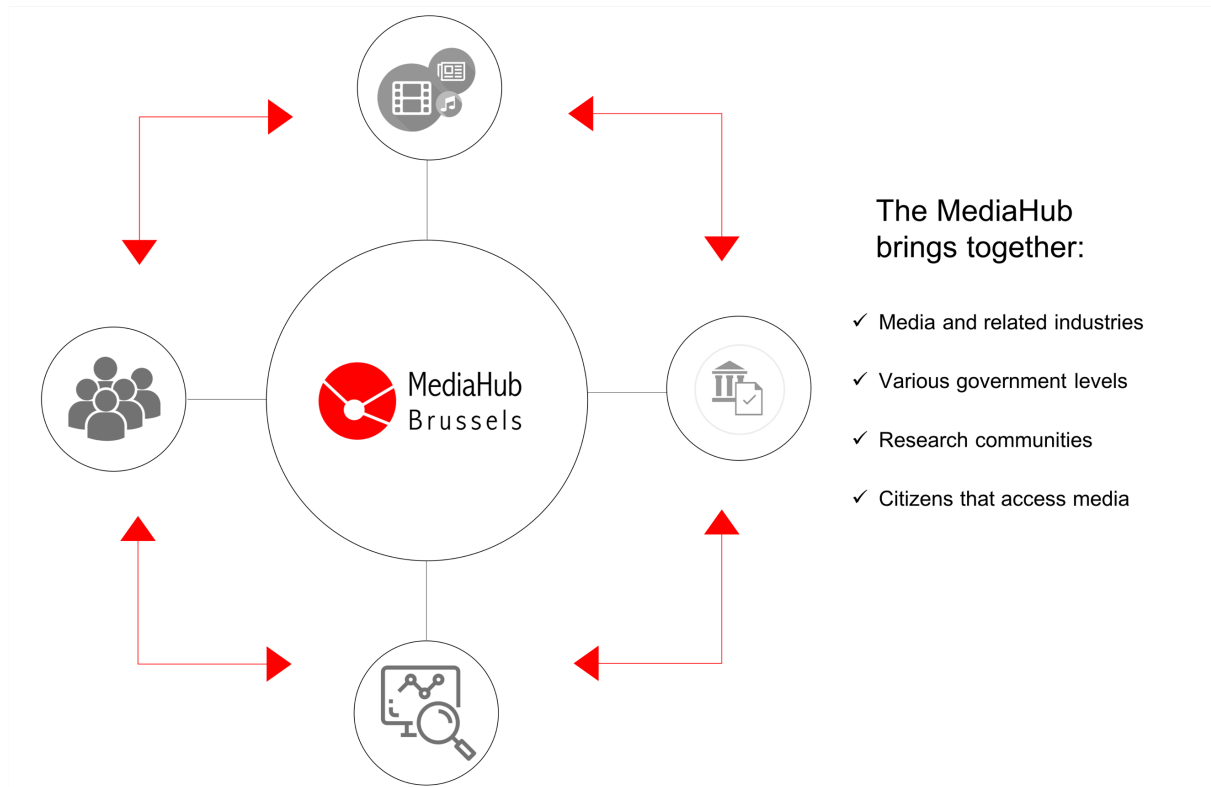 MediaHub
Brussels
The MediaHub
brings together:
✓ Media and related industries
✓ Various government levels
✓ Research communities
✓ Citizens that access media